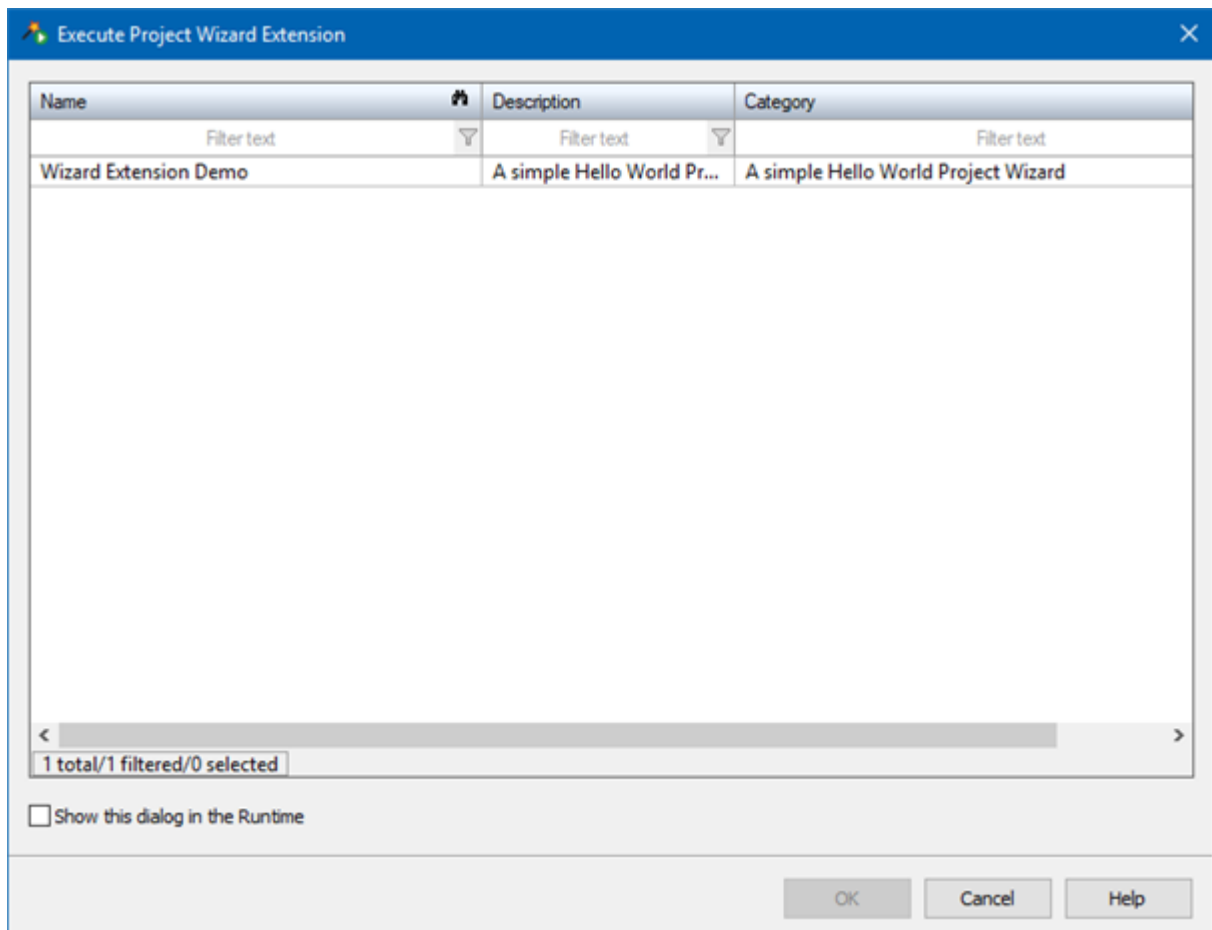 Execute Project Wizard Extension
Name Description Category
Filter text Filter text Filter text
Wizard Extension Demo A simple Hello World Pr... A simple Hello World Project Wizard
1 total/1 filtered/0 selected
Show this dialog in the Runtime
OK Cancel Help